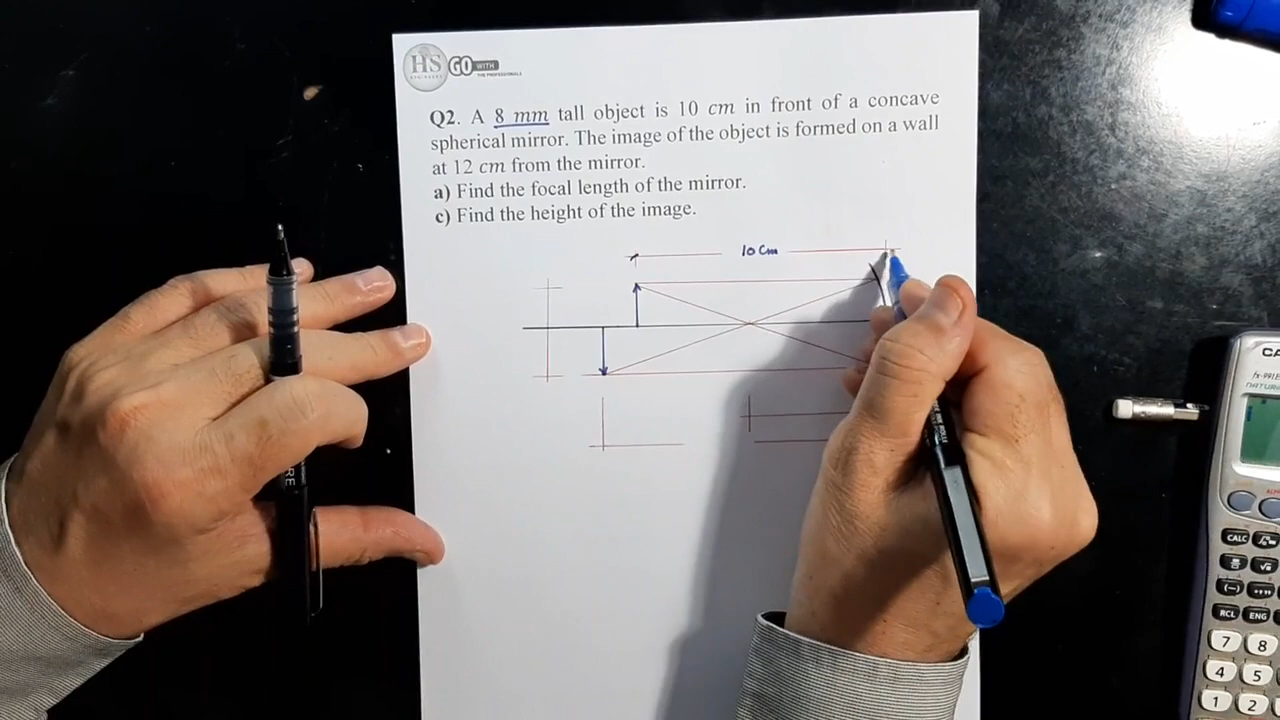 HS
GO WITH
THE PROFESSIONALS
Q2. A 8 mm tall object is 10 cm in front of a concave
spherical mirror. The image of the object is formed on a wall
at 12 cm from the mirror.
a) Find the focal length of the mirror.
c) Find the height of the image.
10 cm
CALC
RCL ENG
7 8
4 5
1 2